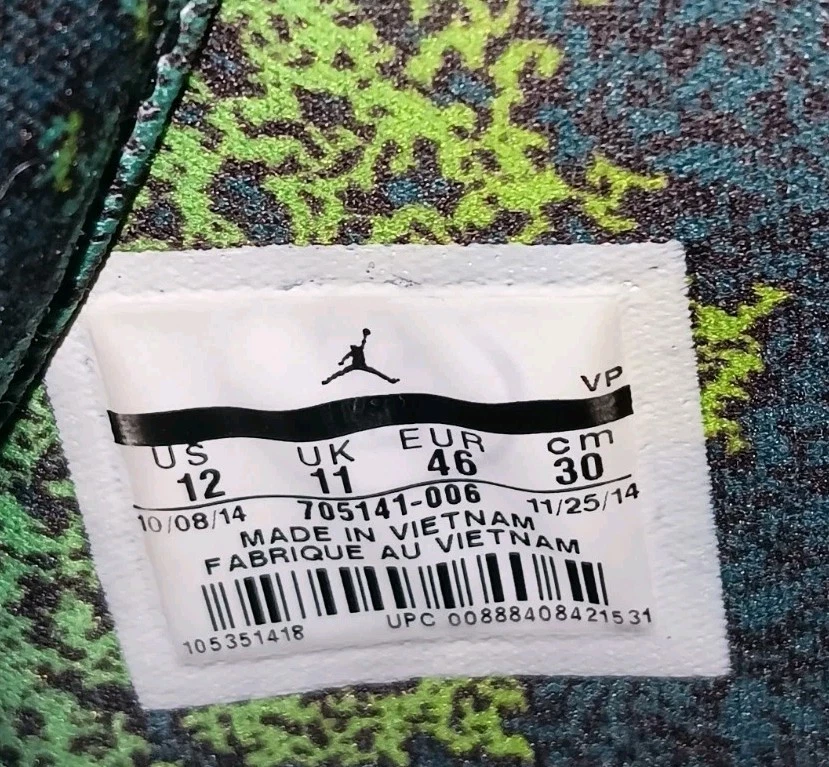 VP
US UK EUR cm
12 11 46 30
10/08/14 705141-006 11/25/14
MADE IN VIETNAM
FABRIQUE AU VIETNAM
105351418 UPC 00888408421531